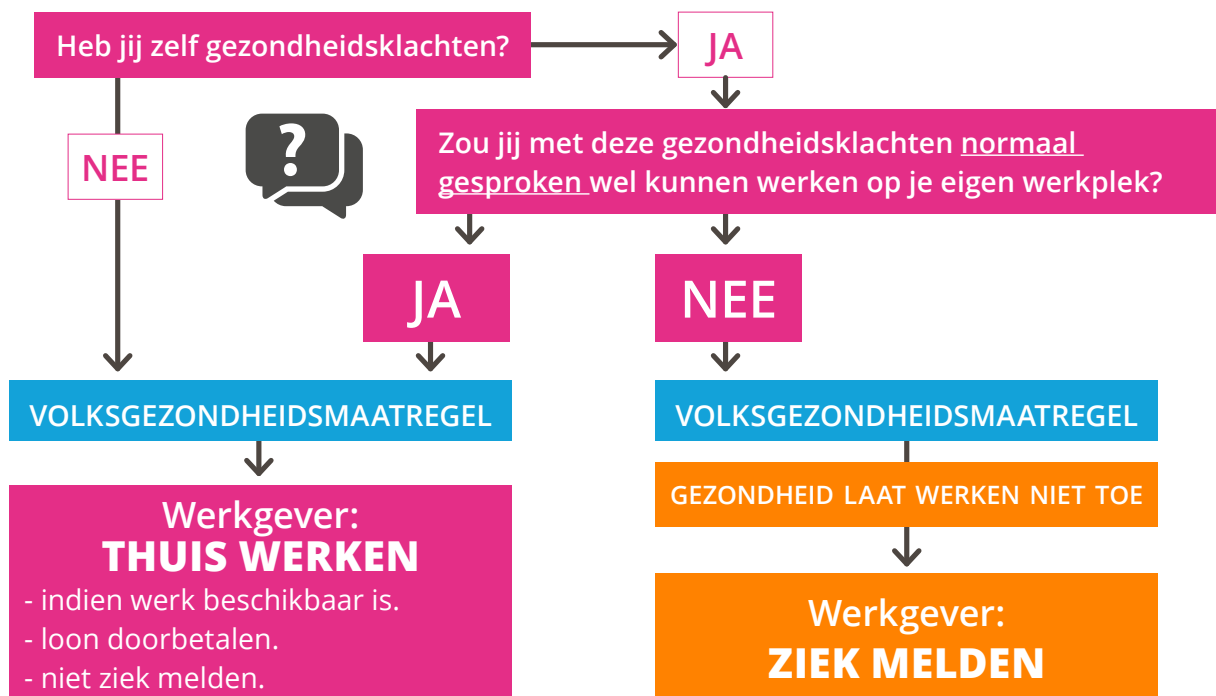 Heb jij zelf gezondheidsklachten?
JA
NEE
?
Zou jij met deze gezondheidsklachten normaal
gesproken wel kunnen werken op je eigen werkplek?
JA
NEE
VOLKSGEZONDHEIDSMAATREGEL
VOLKSGEZONDHEIDSMAATREGEL
GEZONDHEID LAAT WERKEN NIET TOE
Werkgever:
THUIS WERKEN
- indien werk beschikbaar is.
- loon doorbetalen.
- niet ziek melden.
Werkgever:
ZIEK MELDEN